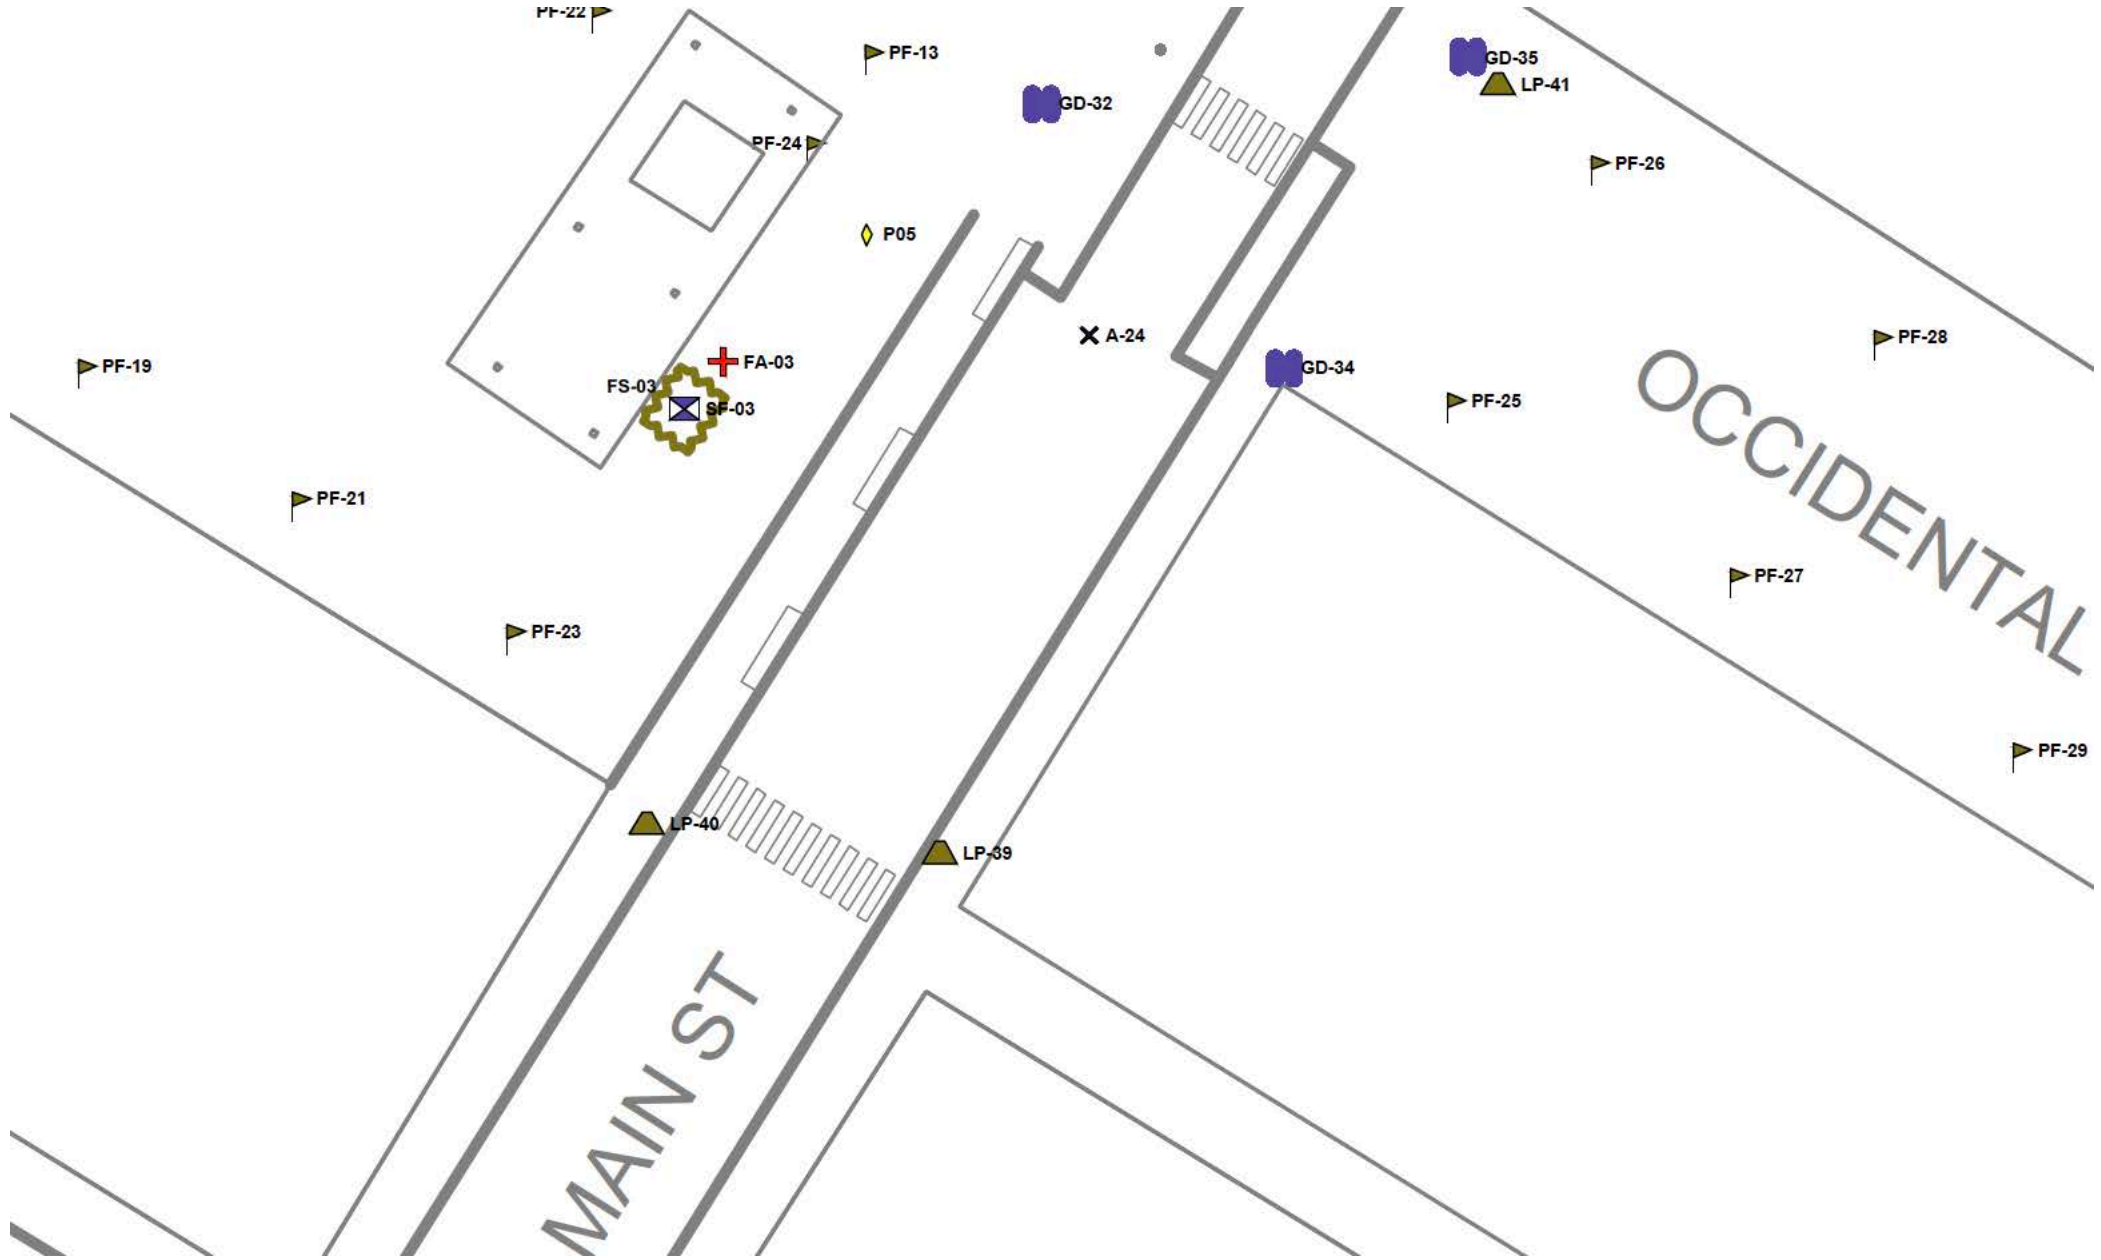 PF-22
PF-13
GD-35
LP-41
GD-32
PF-24
PF-26
P05
A-24
PF-28
FA-03
PF-19
GD-34
FS-03
SF-03
PF-25
OCCIDENTAL
PF-21
PF-27
PF-23
PF-29
LP-40
LP-39
MAIN ST